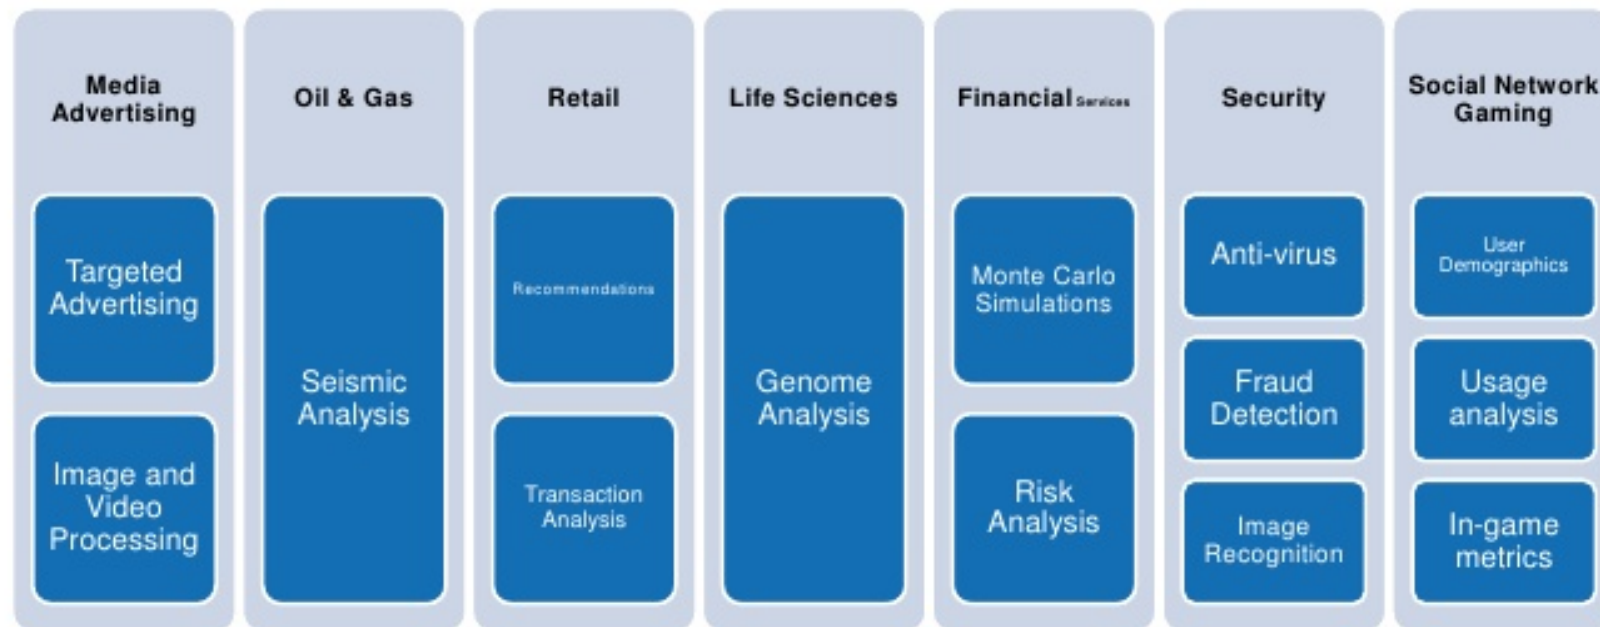 Media
Advertising
Targeted
Advertising
Image and
Video
Processing
Oil & Gas
Seismic
Analysis
Retail
Recommendations
Transaction
Analysis
Life Sciences
Genome
Analysis
Financial Services
Monte Carlo
Simulations
Risk
Analysis
Security
Anti-virus
Fraud
Detection
Image
Recognition
Social Network
Gaming
User
Demographics
Usage
analysis
In-game
metrics